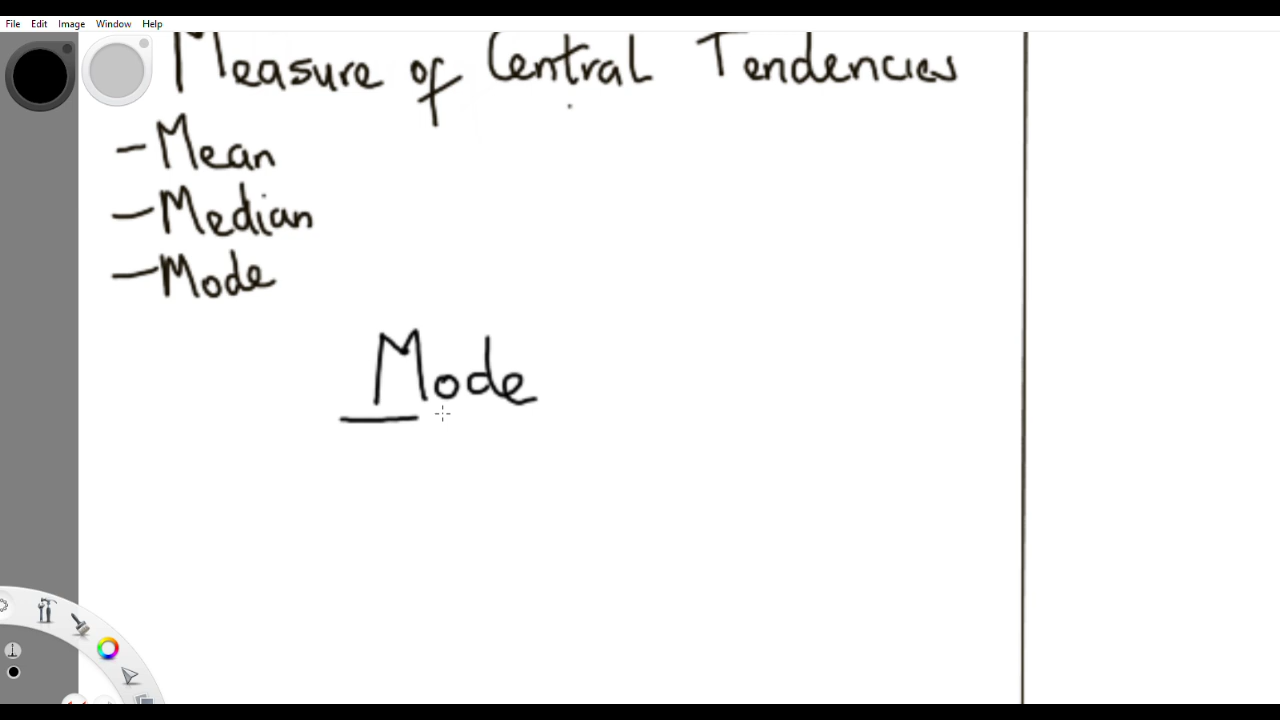 File Edit Image Window Help
Measure of Central Tendencies
- Mean
- Median
- Mode
Mode